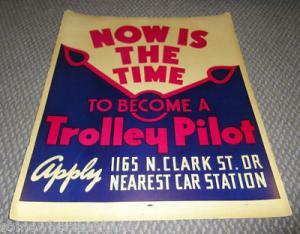 NOW IS
THE
TIME
TO BECOME A
Trolley Pilot
Apply
1165 N. CLARK ST. OR
NEAREST CAR STATION